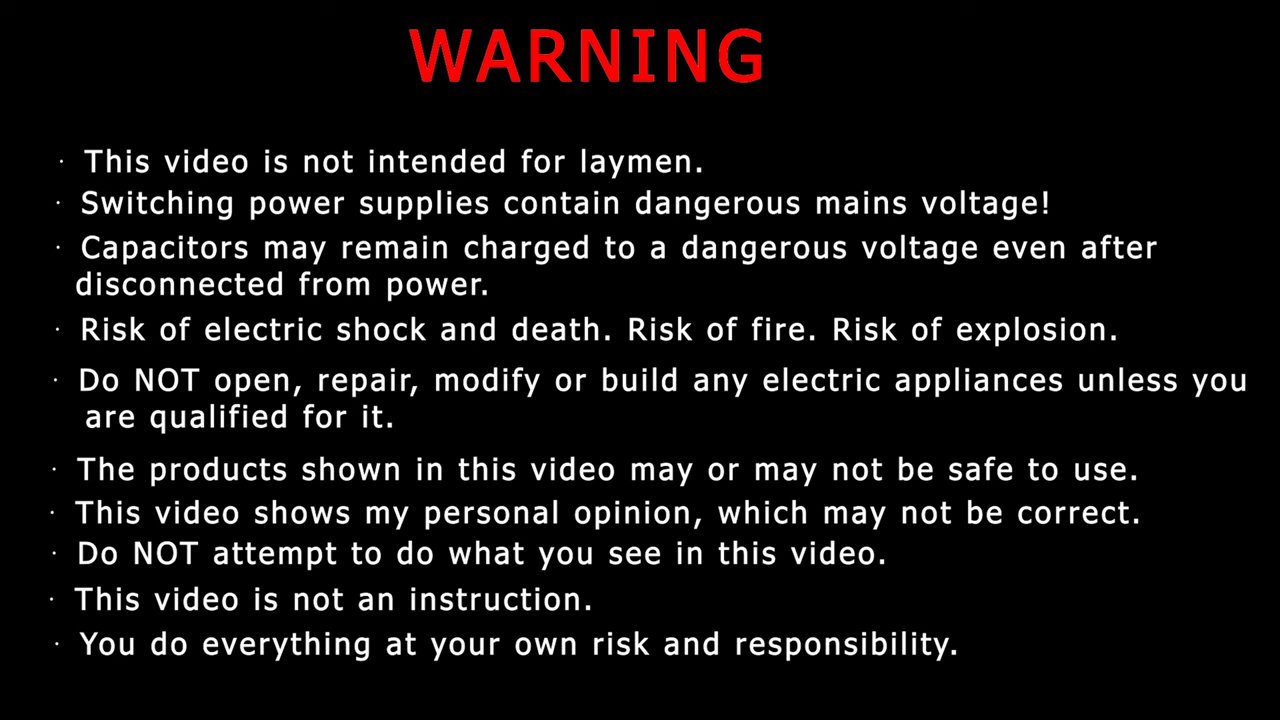 WARNING
· This video is not intended for laymen.
· Switching power supplies contain dangerous mains voltage!
· Capacitors may remain charged to a dangerous voltage even after
disconnected from power.
· Risk of electric shock and death. Risk of fire. Risk of explosion.
· Do NOT open, repair, modify or build any electric appliances unless you
are qualified for it.
· The products shown in this video may or may not be safe to use.
· This video shows my personal opinion, which may not be correct.
· Do NOT attempt to do what you see in this video.
· This video is not an instruction.
· You do everything at your own risk and responsibility.